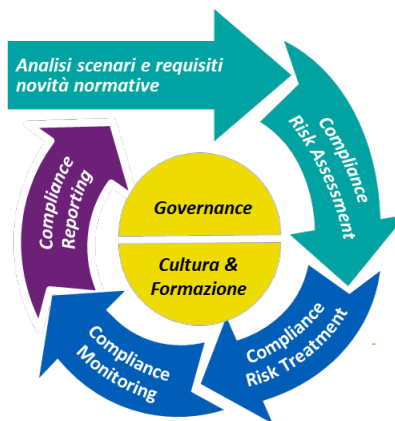 Analisi scenari e requisiti
novità normative
Compliance
Risk Assessment
Compliance
Risk Treatment
Compliance
Monitoring
Compliance
Reporting
Governance
Cultura &
Formazione